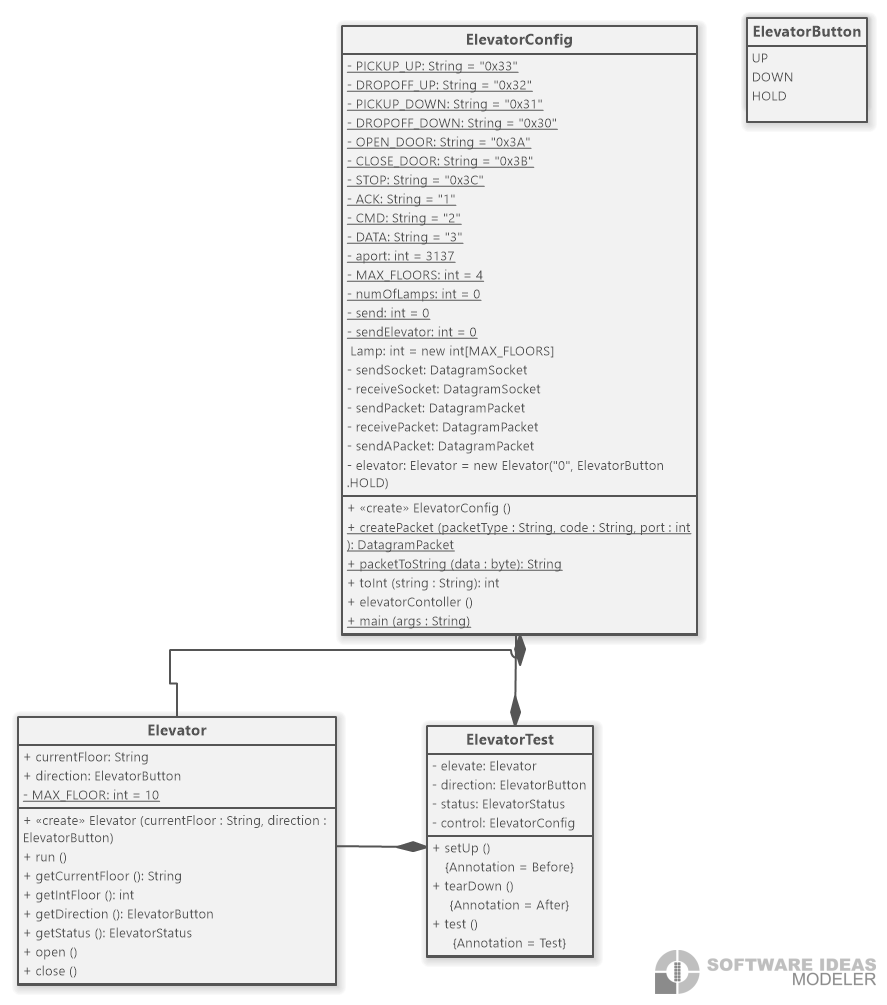 ElevatorConfig
- PICKUP_UP: String = "0x33"
- DROPOFF_UP: String = "0x32"
- PICKUP_DOWN: String = "0x31"
- DROPOFF_DOWN: String = "0x30"
- OPEN_DOOR: String = "0x3A"
- CLOSE_DOOR: String = "0x3B"
- STOP: String = "0x3C"
- ACK: String = "1"
- CMD: String = "2"
- DATA: String = "3"
- aport: int = 3137
- MAX_FLOORS: int = 4
- numOfLamps: int = 0
- send: int = 0
- sendElevator: int = 0
Lamp: int = new int[MAX_FLOORS]
- sendSocket: DatagramSocket
- receiveSocket: DatagramSocket
- sendPacket: DatagramPacket
- receivePacket: DatagramPacket
- sendAPacket: DatagramPacket
- elevator: Elevator = new Elevator("0", ElevatorButton
.HOLD)
+ «create» ElevatorConfig ()
+ createPacket (packetType : String, code : String, port : int
): DatagramPacket
+ packetToString (data : byte): String
+ toInt (string : String): int
+ elevatorContoller ()
+ main (args : String)
ElevatorButton
UP
DOWN
HOLD
Elevator
+ currentFloor: String
+ direction: ElevatorButton
- MAX_FLOOR: int = 10
+ «create» Elevator (currentFloor : String, direction :
ElevatorButton)
+ run ()
+ getCurrentFloor (): String
+ getIntFloor (): int
+ getDirection (): ElevatorButton
+ getStatus (): ElevatorStatus
+ open ()
+ close ()
ElevatorTest
- elevate: Elevator
- direction: ElevatorButton
- status: ElevatorStatus
- control: ElevatorConfig
+ setUp ()
{Annotation = Before}
+ tearDown ()
{Annotation = After}
+ test ()
{Annotation = Test}
SOFTWARE IDEAS
MODELER